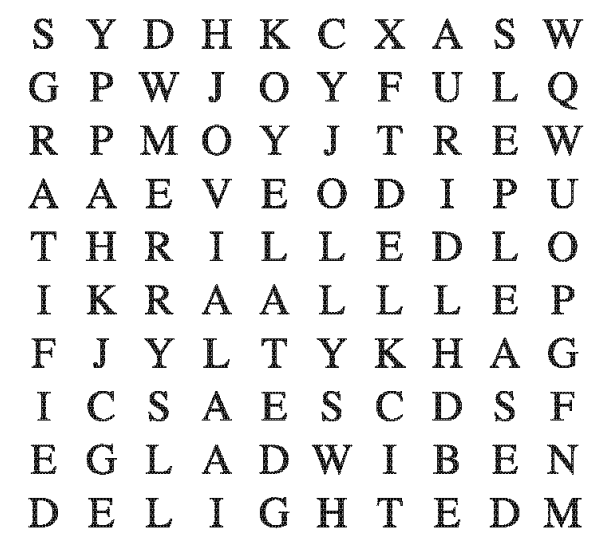 S Y D H K C X A S W
G P W J O Y F U L Q
R P M O Y J T R E W
A A E V E O D I P U
T H R I L L E D L O
I K R A A L L L E P
F J Y L T Y K H A G
I C S A E S C D S F
E G L A D W I B E N
D E L I G H T E D M